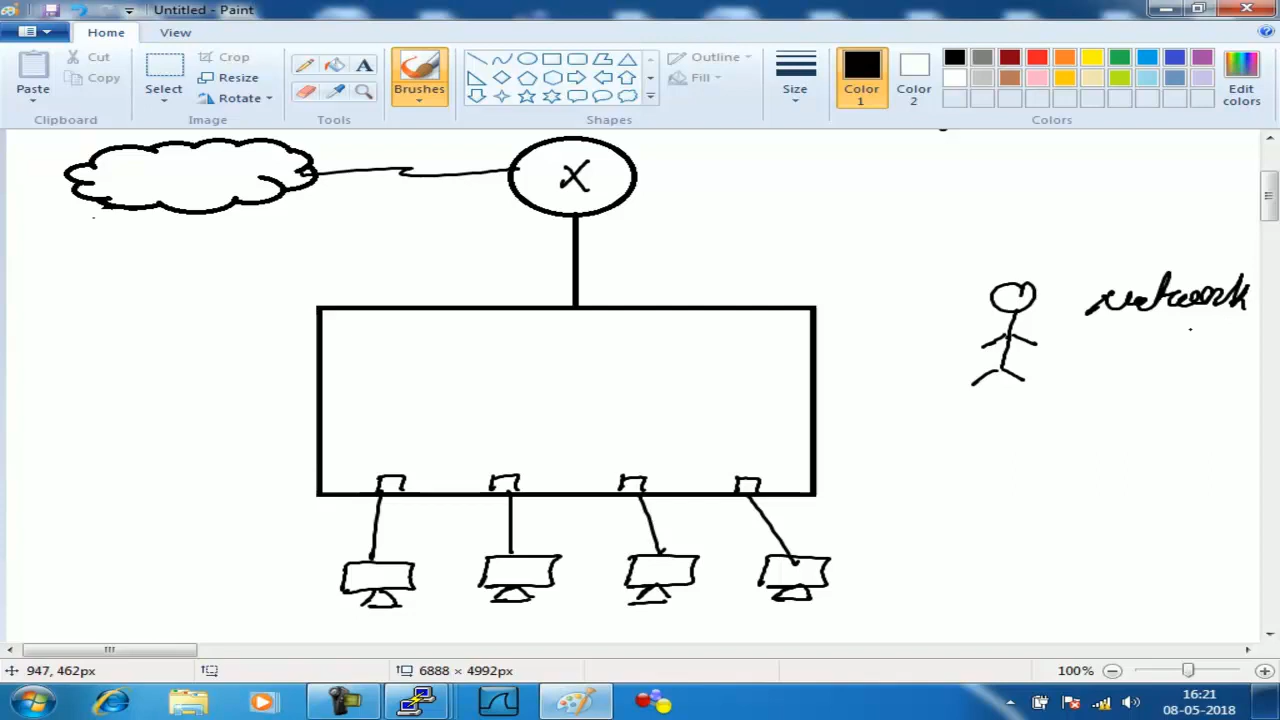 Untitled - Paint
Home View
Cut
Copy
Paste
Clipboard
Crop
Resize
Rotate
Select
Image
Tools
Brushes
Outline
Fill
Shapes
Size
Color 1
Color 2
Edit colors
Colors
X
network
947, 462px
6888 × 4992px
100%
16:21
08-05-2018